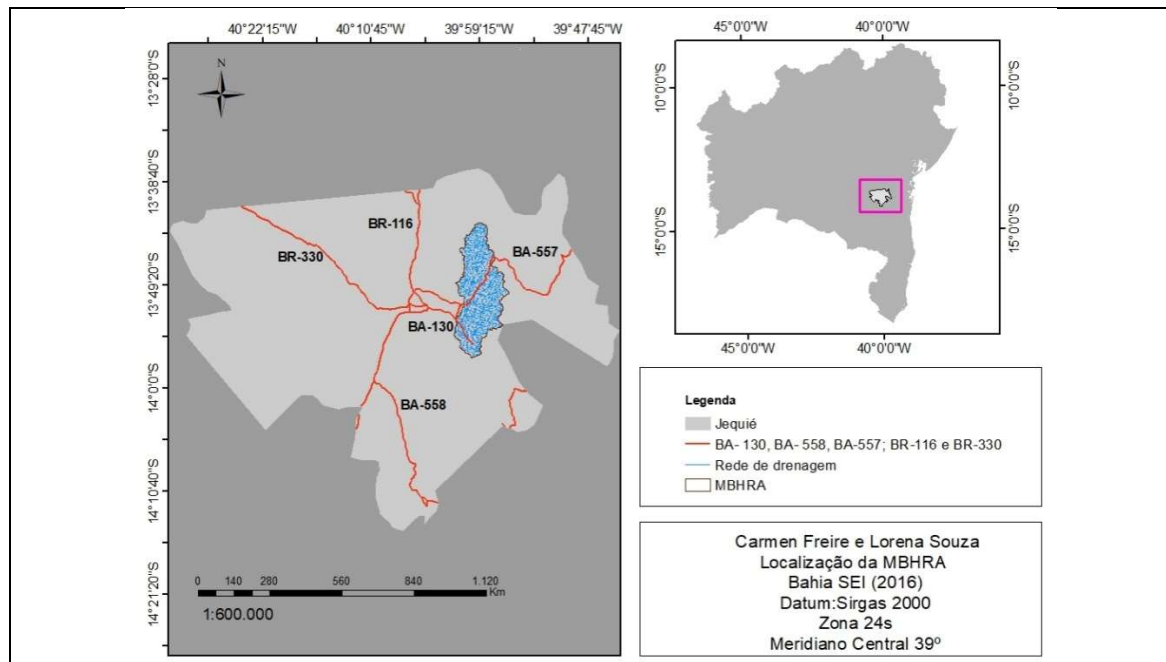 40°22'15"W 40°10'45"W 39°59'15"W 39°47'45"W
N
13°28'0"S
13°38'40"S
13°49'20"S
14°0'0"S
14°10'40"S
14°21'20"S
BR-116
BR-330
BA-557
BA-130
BA-558
0 140 280 560 840 1.120
Km
1:600.000
45°0'0"W 40°0'0"W
10°0'0"S 10°0'0"S
15°0'0"S 15°0'0"S
45°0'0"W 40°0'0"W
Legenda
Jequié
BA- 130, BA- 558, BA-557; BR-116 e BR-330
Rede de drenagem
MBHRA
Carmen Freire e Lorena Souza
Localização da MBHRA
Bahia SEI (2016)
Datum:Sirgas 2000
Zona 24s
Meridiano Central 39º